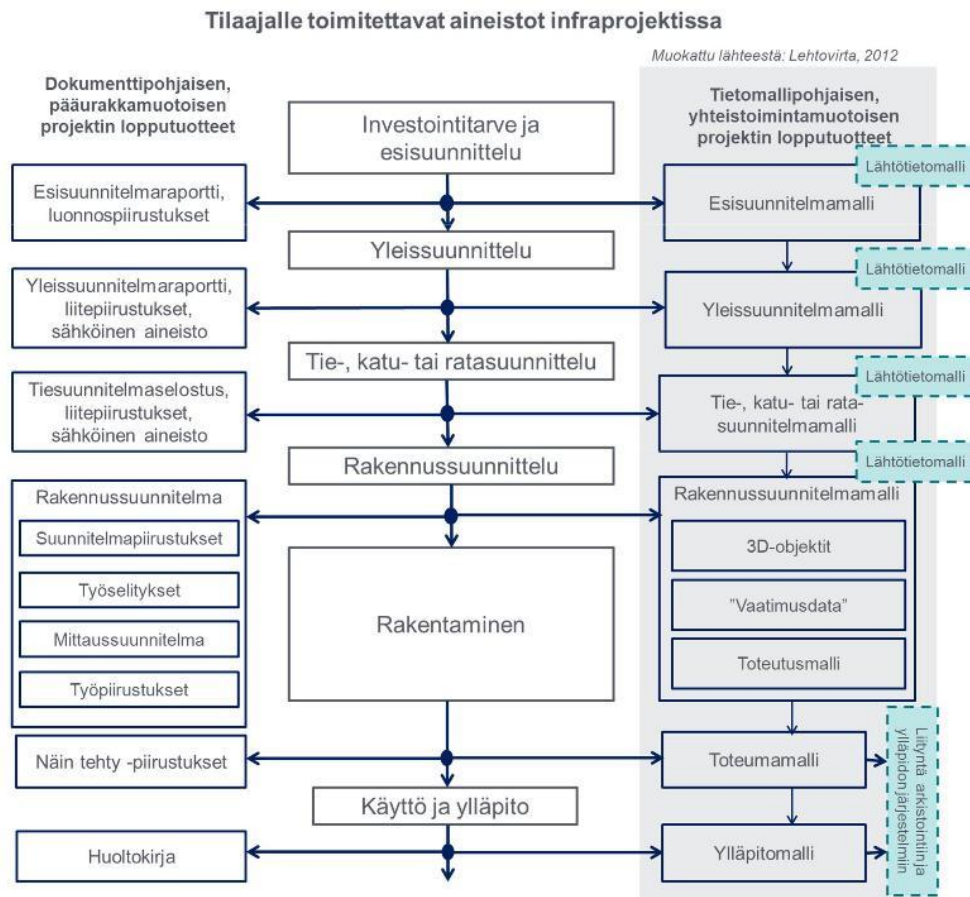 Tilaajalle toimitettavat aineistot infraprojektissa
Muokattu lähteestä: Lehtovirta, 2012
Dokumenttipohjaisen,
pääurakkamuotoisen
projektin lopputuotteet
Investointitarve ja
esisuunnittelu
Tietomallipohjaisen,
yhteistoimintamuotoisen
projektin lopputuotteet
Lähtötietomalli
Esisuunnitelmaraportti,
luonnospiirustukset
Esisuunnitelmamalli
Yleissuunnittelu
Lähtötietomalli
Yleissuunnitelmaraportti,
liitepiirustukset,
sähköinen aineisto
Yleissuunnitelmamalli
Tie-, katu- tai ratasuunnittelu
Lähtötietomalli
Tiesuunnitelmaselostus,
liitepiirustukset,
sähköinen aineisto
Tie-, katu- tai rata-
suunnitelmamalli
Rakennussuunnittelu
Lähtötietomalli
Rakennussuunnitelma
Suunnitelmapiirustukset
Työselitykset
Mittaussuunnitelma
Työpiirustukset
Rakentaminen
Rakennussuunnitelmamalli
3D-objektit
"Vaatimusdata"
Toteutusmalli
Näin tehty -piirustukset
Toteumamalli
Liityntä arkistointiin ja
ylläpidon järjestelmiin
Käyttö ja ylläpito
Huoltokirja
Ylläpitomalli